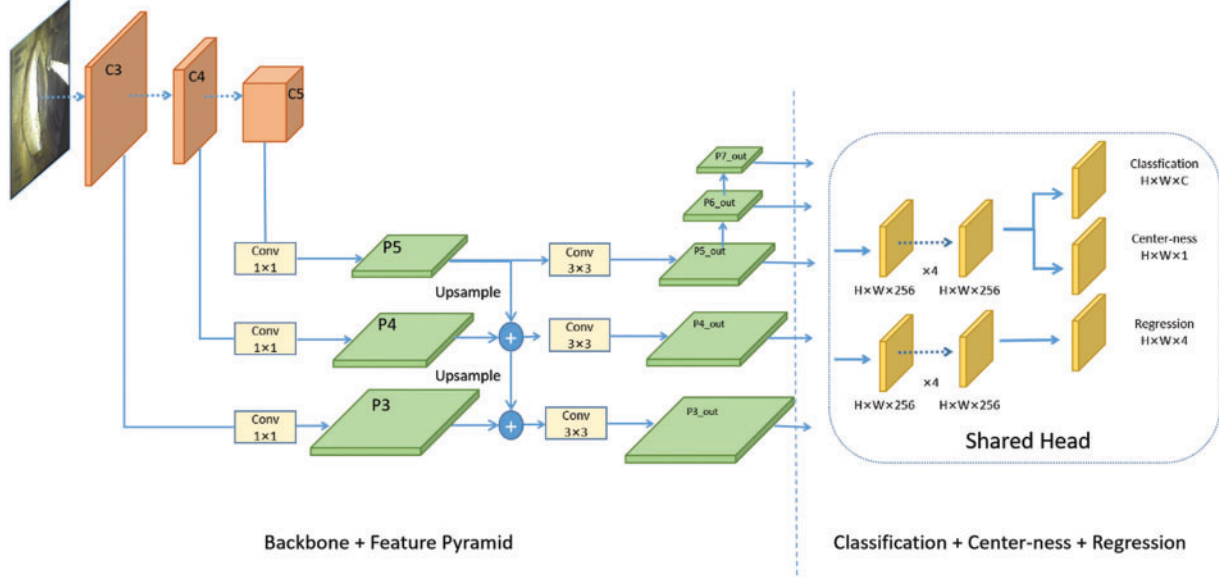 C3
C4
C5
P7_out
Classfication
H×W×C
P6_out
Conv
1×1
P5
Conv
3×3
P5_out
Center-ness
H×W×1
×4
H×W×256
H×W×256
Upsample
Conv
1×1
P4
+
Conv
3×3
P4_out
Regression
H×W×4
Upsample
×4
H×W×256
H×W×256
Conv
1×1
P3
+
Conv
3×3
P3_out
Shared Head
Backbone + Feature Pyramid
Classification + Center-ness + Regression